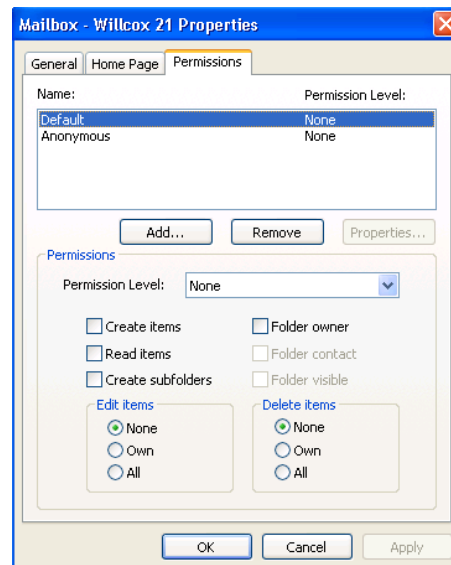 Mailbox - Willcox 21 Properties
General Home Page Permissions
Name: Permission Level:
Default None
Anonymous None
Add... Remove Properties...
Permissions
Permission Level: None
Create items Folder owner
Read items Folder contact
Create subfolders Folder visible
Edit items Delete items
None None
Own Own
All All
OK Cancel Apply